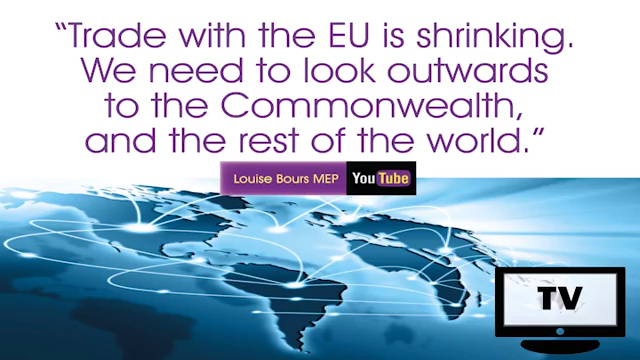 “Trade with the EU is shrinking.
We need to look outwards
to the Commonwealth,
and the rest of the world.”
Louise Bours MEP YouTube
TV